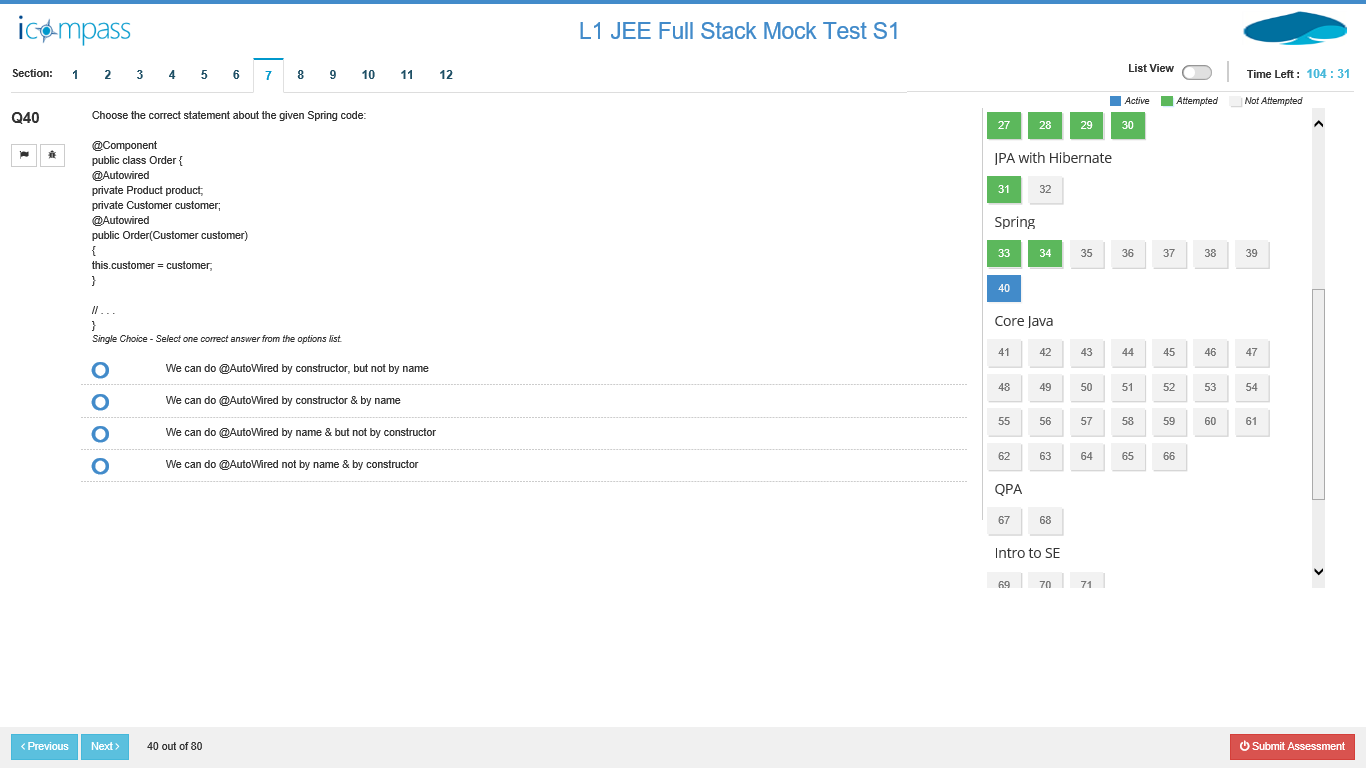 icompass
L1 JEE Full Stack Mock Test S1
Section: 1 2 3 4 5 6 7 8 9 10 11 12
List View
Time Left : 104 : 31
Active Attempted Not Attempted
Q40
Choose the correct statement about the given Spring code:
@Component
public class Order {
@Autowired
private Product product;
private Customer customer;
@Autowired
public Order(Customer customer)
{
this.customer = customer;
}
// . . .
}
Single Choice - Select one correct answer from the options list.
We can do @AutoWired by constructor, but not by name
We can do @AutoWired by constructor & by name
We can do @AutoWired by name & but not by constructor
We can do @AutoWired not by name & by constructor
27 28 29 30
JPA with Hibernate
31 32
Spring
33 34 35 36 37 38 39
40
Core Java
41 42 43 44 45 46 47
48 49 50 51 52 53 54
55 56 57 58 59 60 61
62 63 64 65 66
QPA
67 68
Intro to SE
69 70 71
< Previous Next > 40 out of 80
Submit Assessment